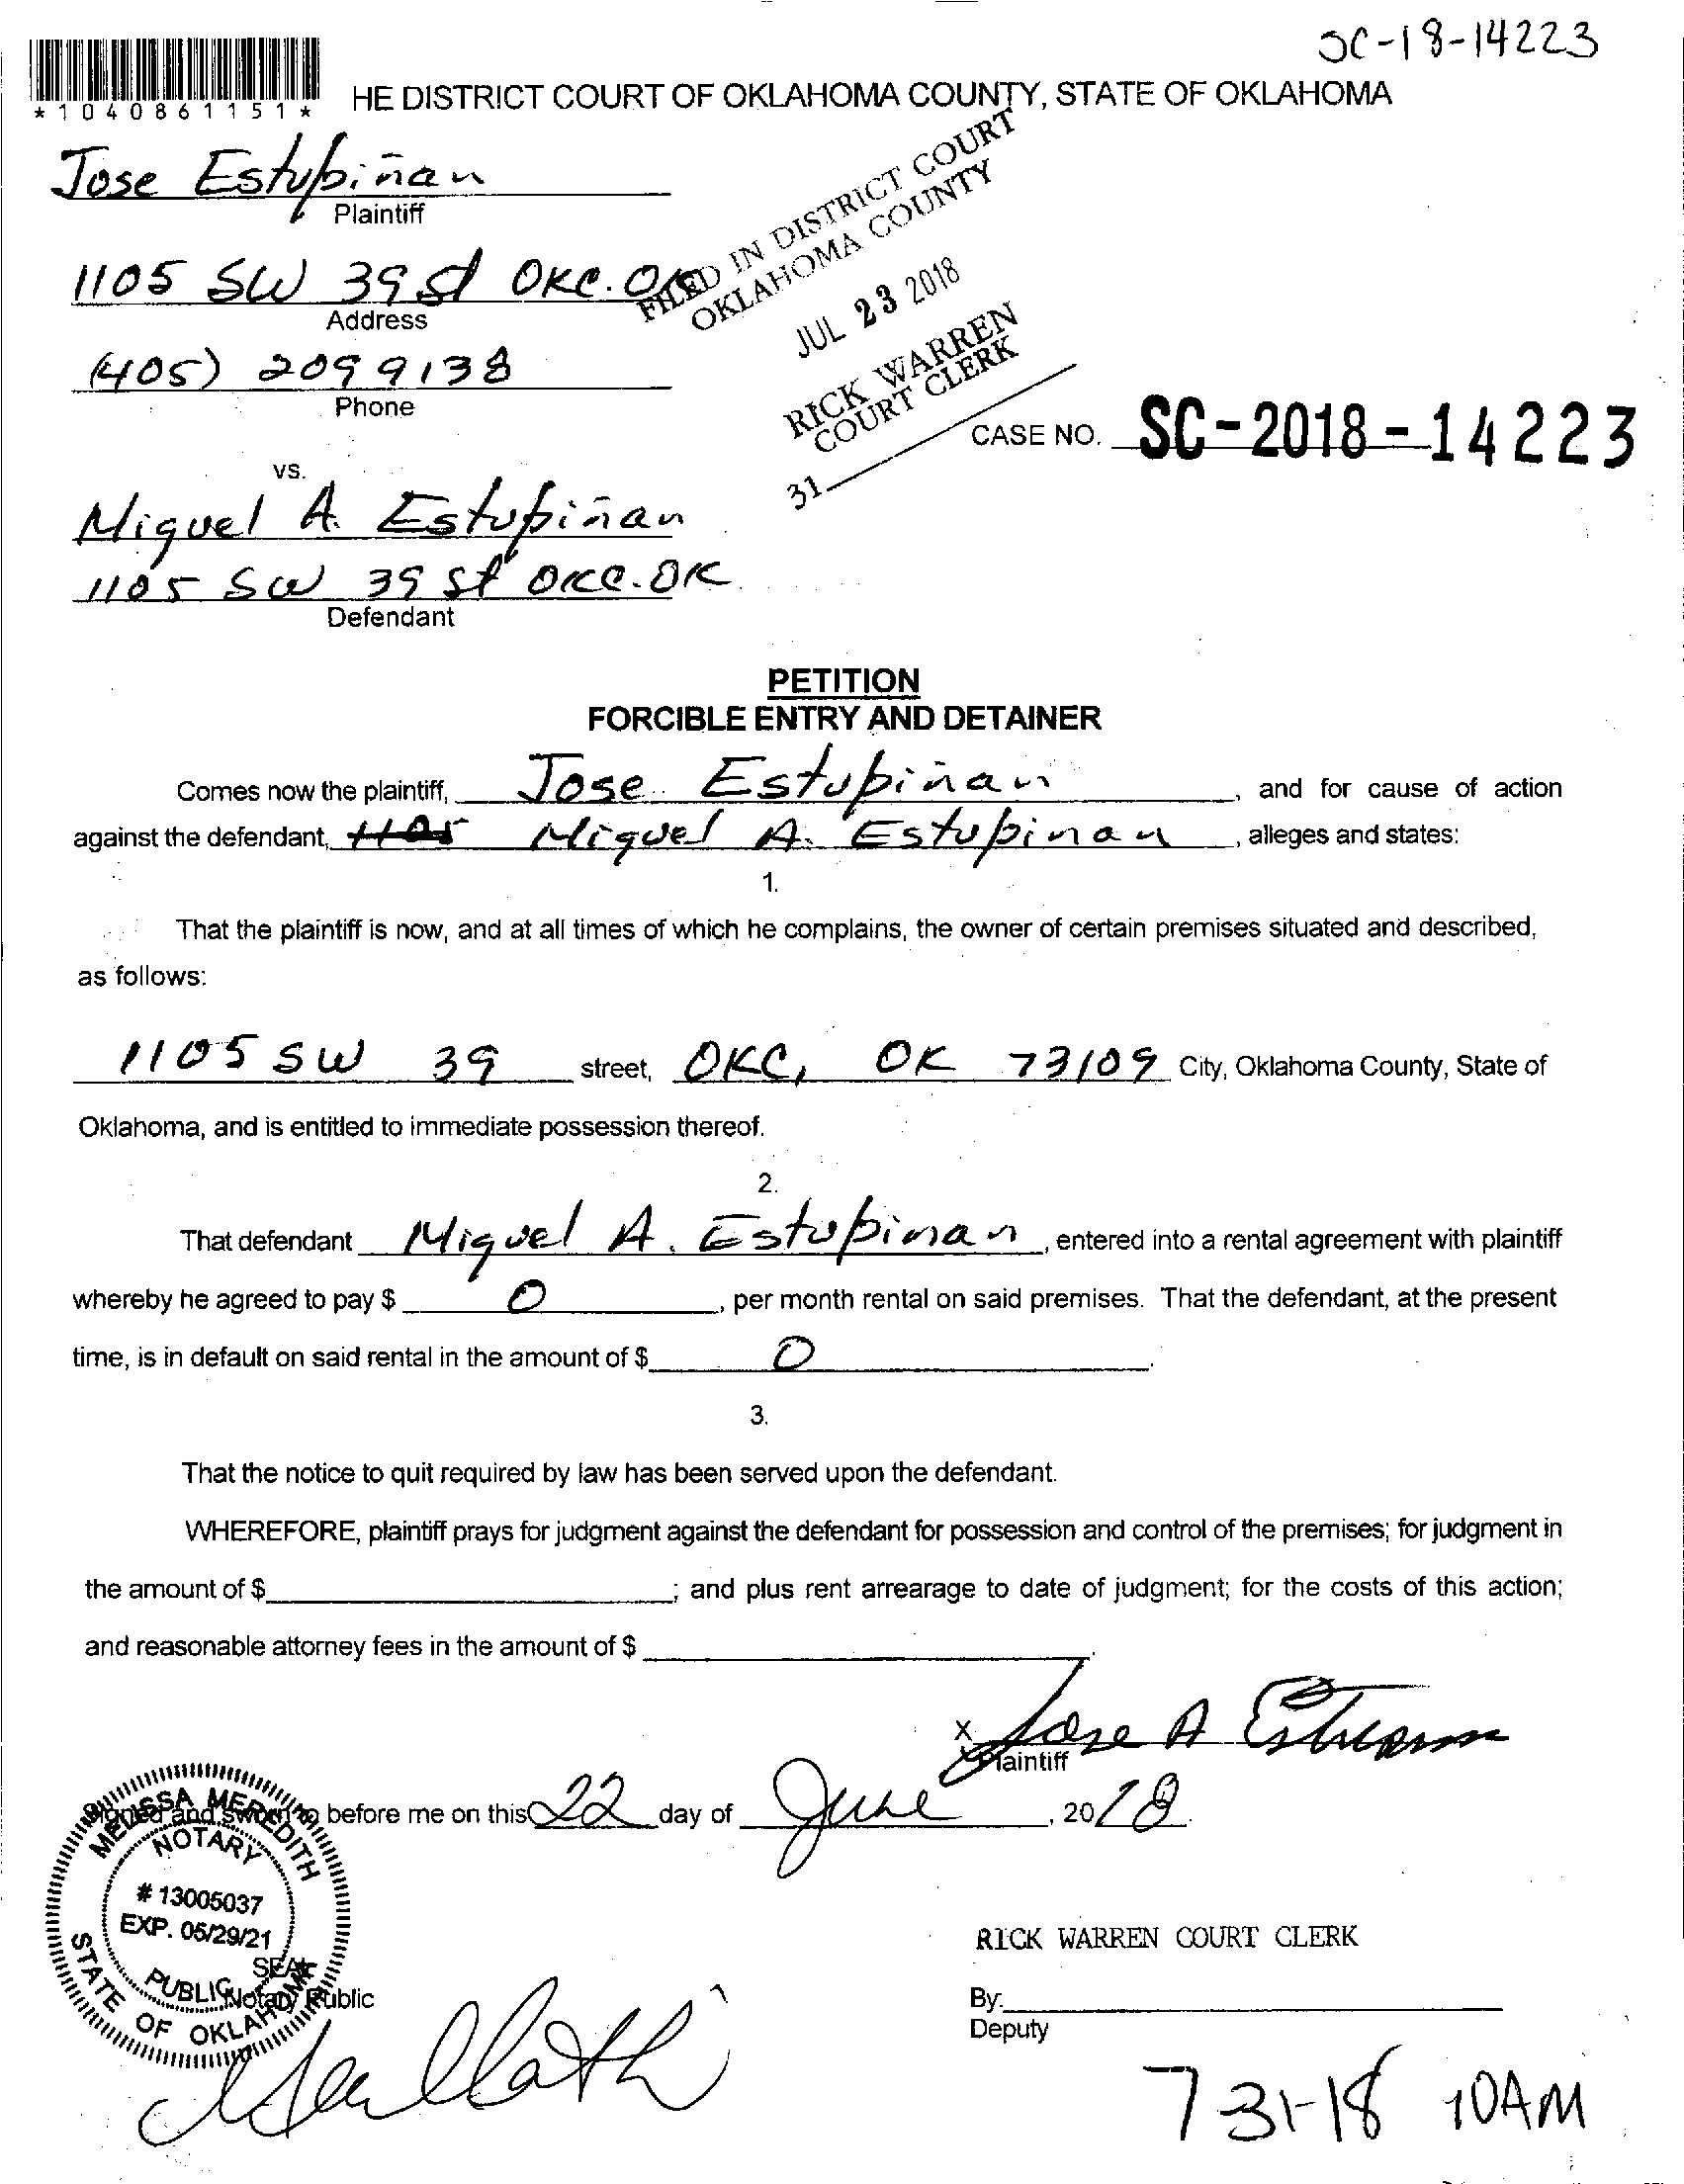 SC-18-14223
*1040861151*
HE DISTRICT COURT OF OKLAHOMA COUNTY, STATE OF OKLAHOMA
Jose Estupiñan
Plaintiff
1105 SW 39 St OKC. OK
Address
(405) 209 9138
Phone
FILED IN DISTRICT COURT
OKLAHOMA COUNTY
JUL 23 2018
RICK WARREN
COURT CLERK
31
CASE NO. SC-2018-14223
vs.
Miguel A. Estupiñan
1105 SW 39 St OKC. OK
Defendant
PETITION
FORCIBLE ENTRY AND DETAINER
Comes now the plaintiff, Jose Estupiñan, and for cause of action
against the defendant, 1105 Miguel A. Estupinan, alleges and states:
1.
That the plaintiff is now, and at all times of which he complains, the owner of certain premises situated and described,
as follows:
1105 SW 39 street, OKC, OK 73109 City, Oklahoma County, State of
Oklahoma, and is entitled to immediate possession thereof.
2.
That defendant Miguel A. Estupinan, entered into a rental agreement with plaintiff
whereby he agreed to pay $ 0, per month rental on said premises. That the defendant, at the present
time, is in default on said rental in the amount of $ 0.
3.
That the notice to quit required by law has been served upon the defendant.
WHEREFORE, plaintiff prays for judgment against the defendant for possession and control of the premises; for judgment in
the amount of $ ; and plus rent arrearage to date of judgment; for the costs of this action;
and reasonable attorney fees in the amount of $ .
x Jose A
Plaintiff
Signed and sworn to before me on this 22 day of June, 2018.
MELISSA MEREDITH
NOTARY
# 13005037
EXP. 05/29/21
PUBLIC
STATE OF OKLAHOMA
SEAL
Notary Public
RICK WARREN COURT CLERK
By:
Deputy
7 31-18 10AM